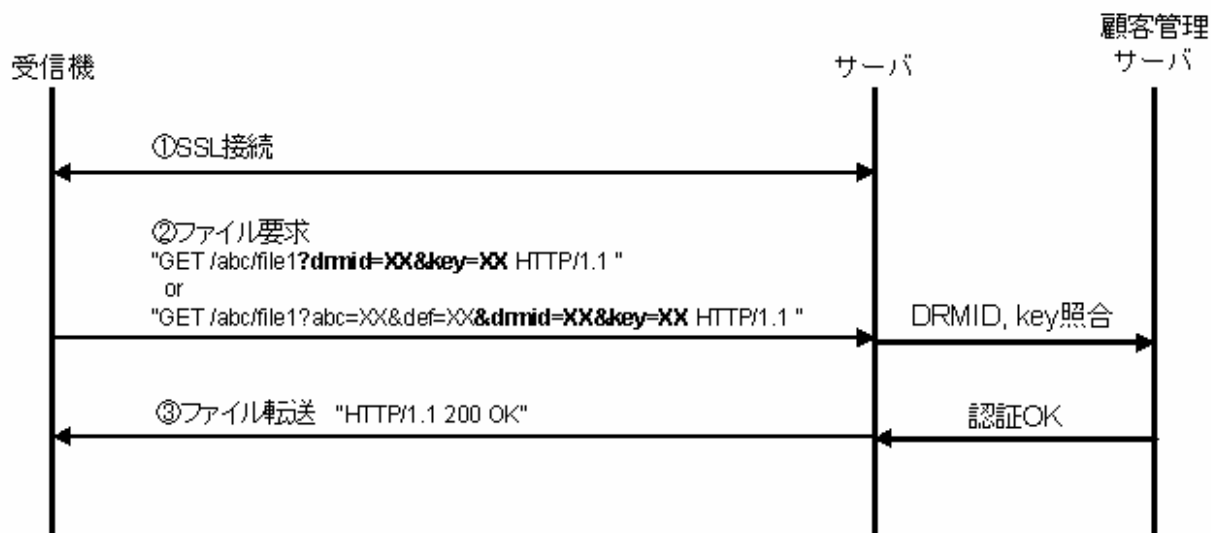 顧客管理
サーバ
受信機
サーバ
①SSL接続
②ファイル要求
"GET /abc/file1?drmid=XX&key=XX HTTP/1.1 "
or
"GET /abc/file1?abc=XX&def=XX&drmid=XX&key=XX HTTP/1.1 "
DRMID, key照合
③ファイル転送 "HTTP/1.1 200 OK"
認証OK